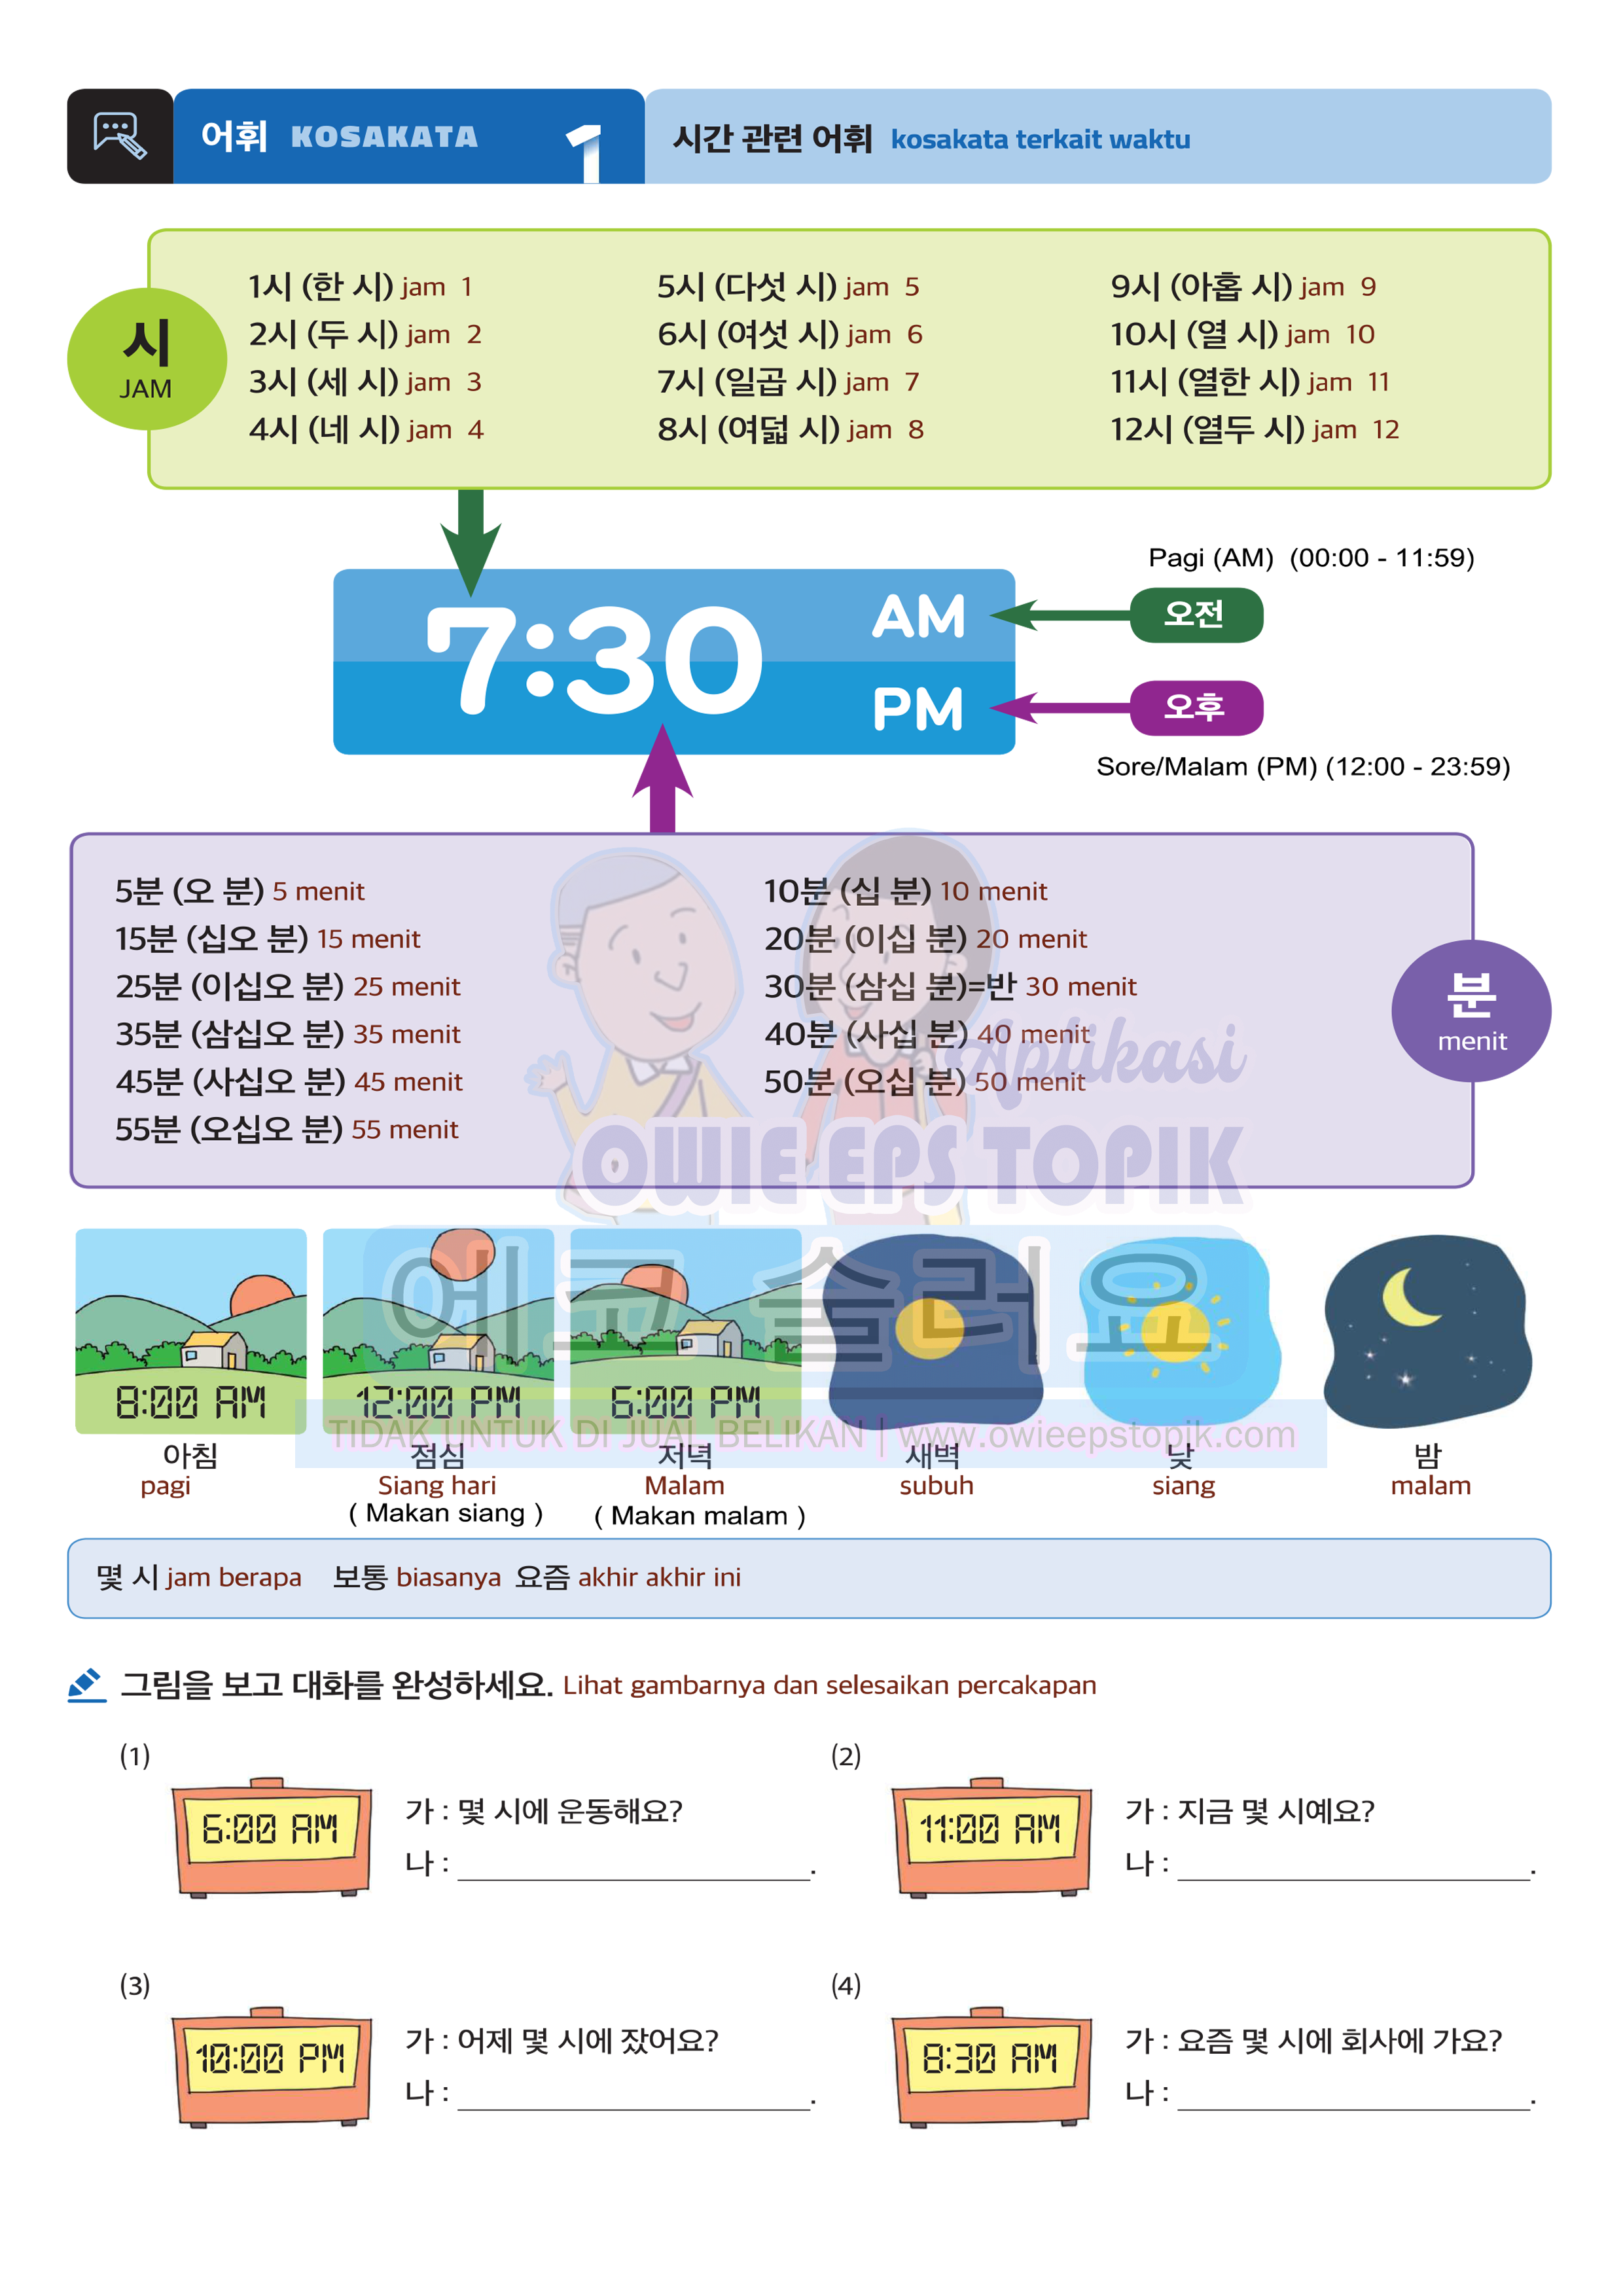 어휘 KOSAKATA 1 시간 관련 어휘 kosakata terkait waktu
시
JAM
1시 (한 시) jam 1
2시 (두 시) jam 2
3시 (세 시) jam 3
4시 (네 시) jam 4
5시 (다섯 시) jam 5
6시 (여섯 시) jam 6
7시 (일곱 시) jam 7
8시 (여덟 시) jam 8
9시 (아홉 시) jam 9
10시 (열 시) jam 10
11시 (열한 시) jam 11
12시 (열두 시) jam 12
Pagi (AM) (00:00 - 11:59)
7:30
AM
오전
PM
오후
Sore/Malam (PM) (12:00 - 23:59)
5분 (오 분) 5 menit
15분 (십오 분) 15 menit
25분 (이십오 분) 25 menit
35분 (삼십오 분) 35 menit
45분 (사십오 분) 45 menit
55분 (오십오 분) 55 menit
10분 (십 분) 10 menit
20분 (이십 분) 20 menit
30분 (삼십 분)=반 30 menit
40분 (사십 분) 40 menit
50분 (오십 분) 50 menit
분
menit
Aplikasi
OWIE EPS TOPIK
에코 슬러요
8:00 AM
12:00 PM
6:00 PM
TIDAK UNTUK DI JUAL BELIKAN | www.owieepstopik.com
아침
pagi
점심
Siang hari
( Makan siang )
저녁
Malam
( Makan malam )
새벽
subuh
낮
siang
밤
malam
몇 시 jam berapa 보통 biasanya 요즘 akhir akhir ini
그림을 보고 대화를 완성하세요. Lihat gambarnya dan selesaikan percakapan
(1)
6:00 AM
가 : 몇 시에 운동해요?
나 : .
(2)
11:00 AM
가 : 지금 몇 시예요?
나 : .
(3)
10:00 PM
가 : 어제 몇 시에 잤어요?
나 : .
(4)
8:30 AM
가 : 요즘 몇 시에 회사에 가요?
나 : .